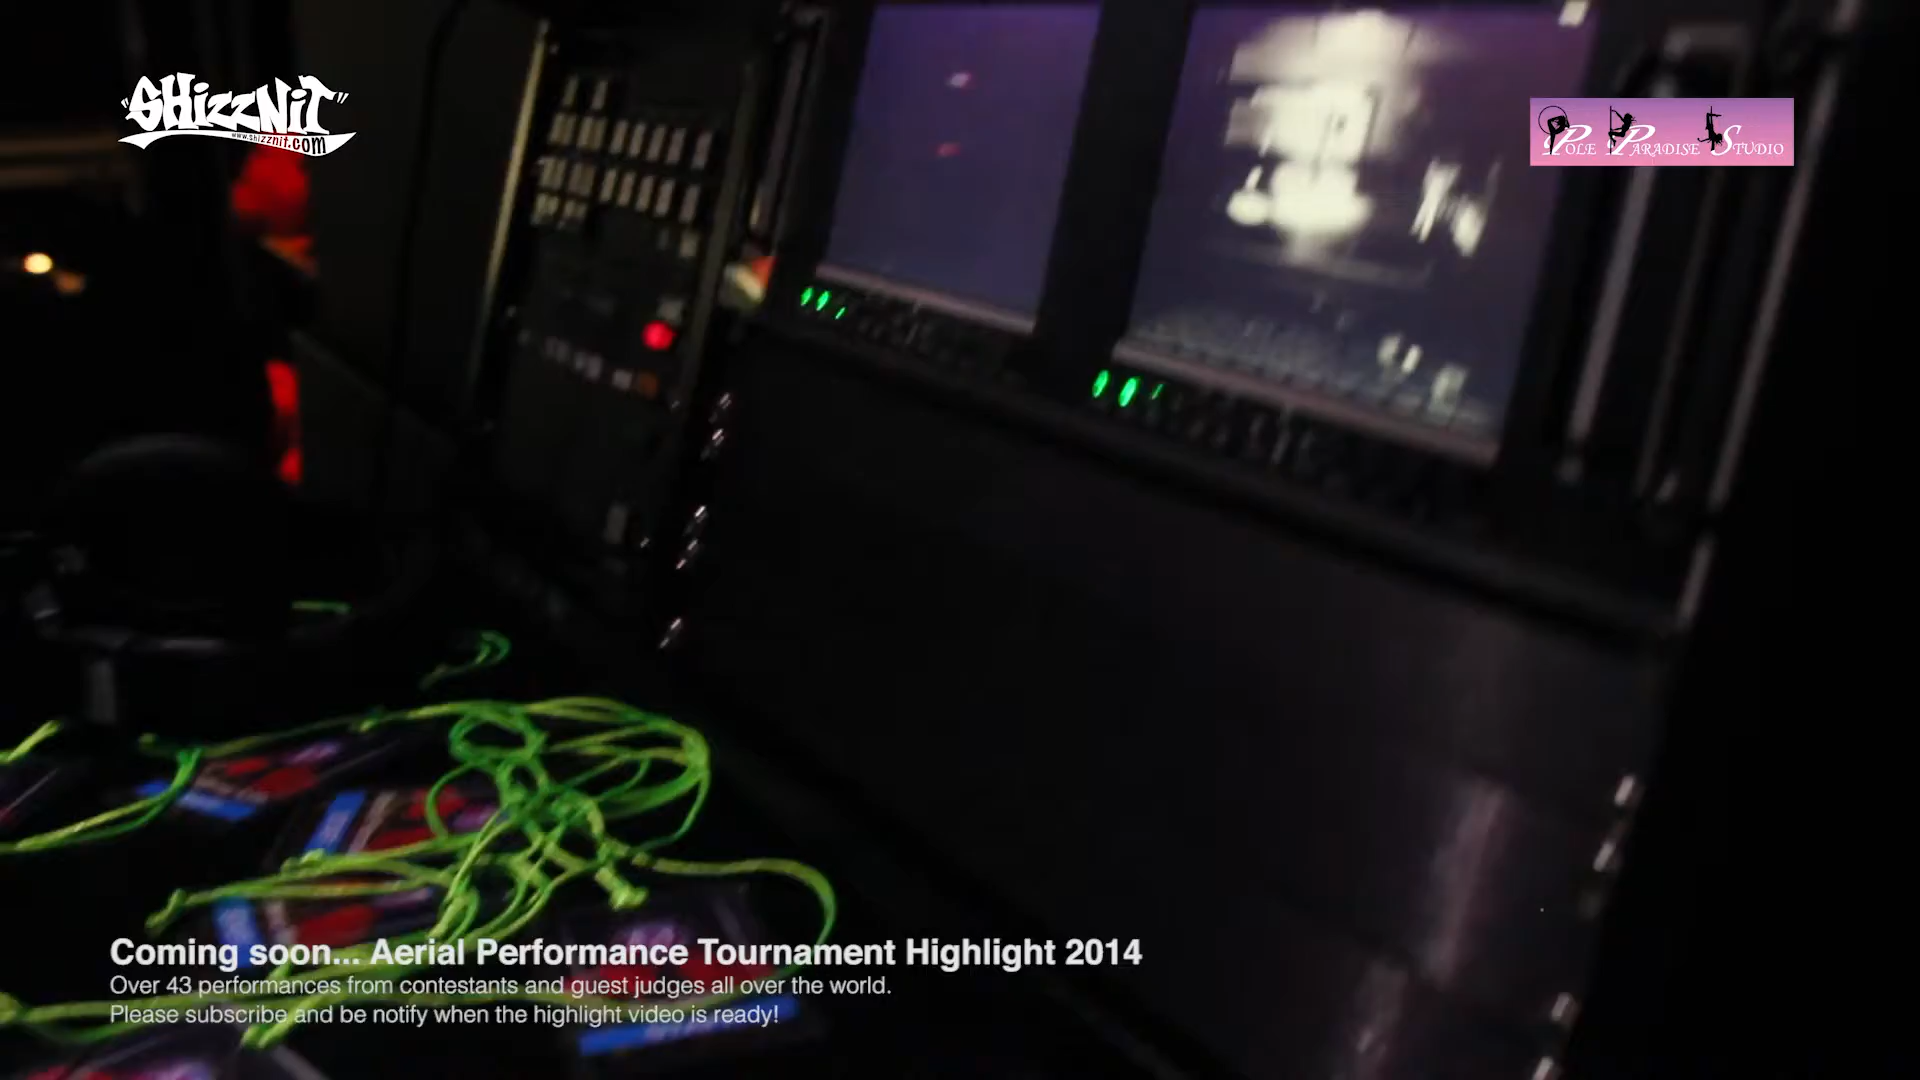 "SHizzNiT"
www.shizznit.com
POLE PARADISE STUDIO
Coming soon... Aerial Performance Tournament Highlight 2014
Over 43 performances from contestants and guest judges all over the world.
Please subscribe and be notify when the highlight video is ready!